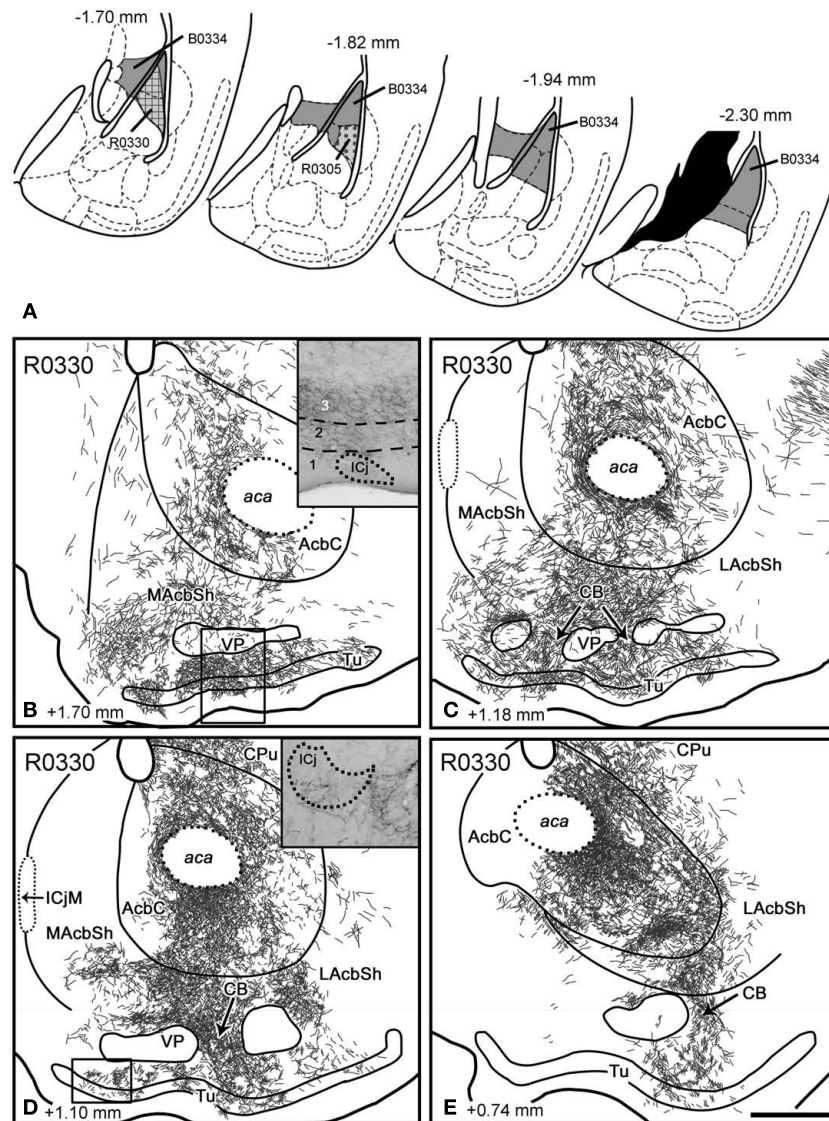 -1.70 mm
B0334
R0330
-1.82 mm
B0334
R0305
-1.94 mm
B0334
-2.30 mm
B0334
A
R0330
3
2
1
ICj
aca
AcbC
MAcbSh
VP
Tu
B
+1.70 mm
R0330
AcbC
aca
MAcbSh
LAcbSh
CB
VP
Tu
C
+1.18 mm
R0330
CPu
ICj
aca
ICjM
AcbC
MAcbSh
LAcbSh
CB
VP
Tu
D
+1.10 mm
R0330
CPu
aca
AcbC
LAcbSh
CB
Tu
E
+0.74 mm